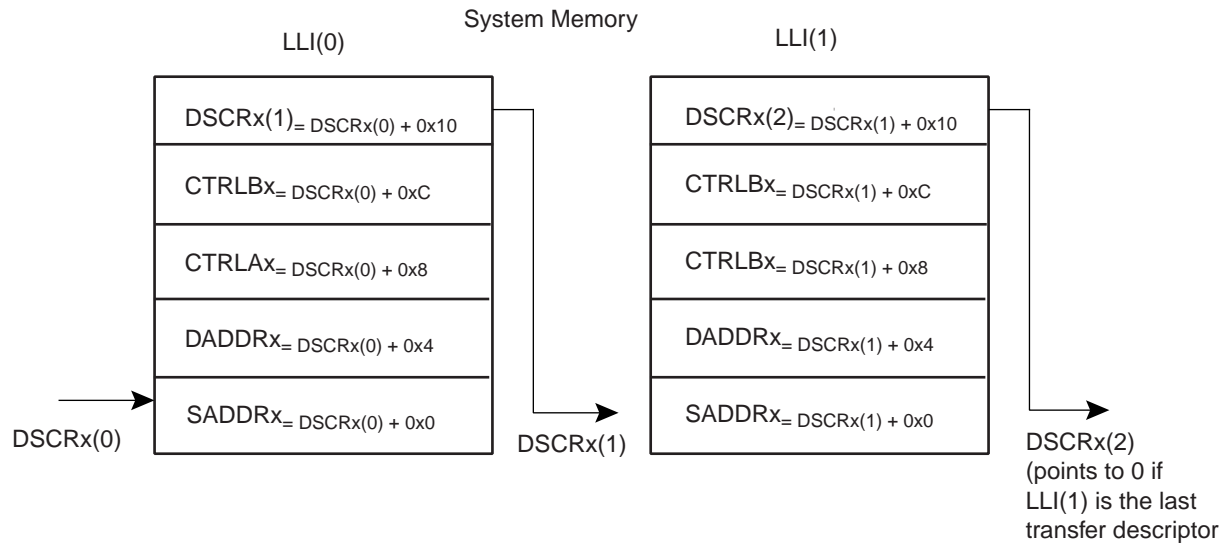 System Memory
LLI(0)
LLI(1)
DSCRx(1)= DSCRx(0) + 0x10
CTRLBx= DSCRx(0) + 0xC
CTRLAx= DSCRx(0) + 0x8
DADDRx= DSCRx(0) + 0x4
SADDRx= DSCRx(0) + 0x0
DSCRx(0)
DSCRx(1)
DSCRx(2)= DSCRx(1) + 0x10
CTRLBx= DSCRx(1) + 0xC
CTRLBx= DSCRx(1) + 0x8
DADDRx= DSCRx(1) + 0x4
SADDRx= DSCRx(1) + 0x0
DSCRx(2)
(points to 0 if
LLI(1) is the last
transfer descriptor